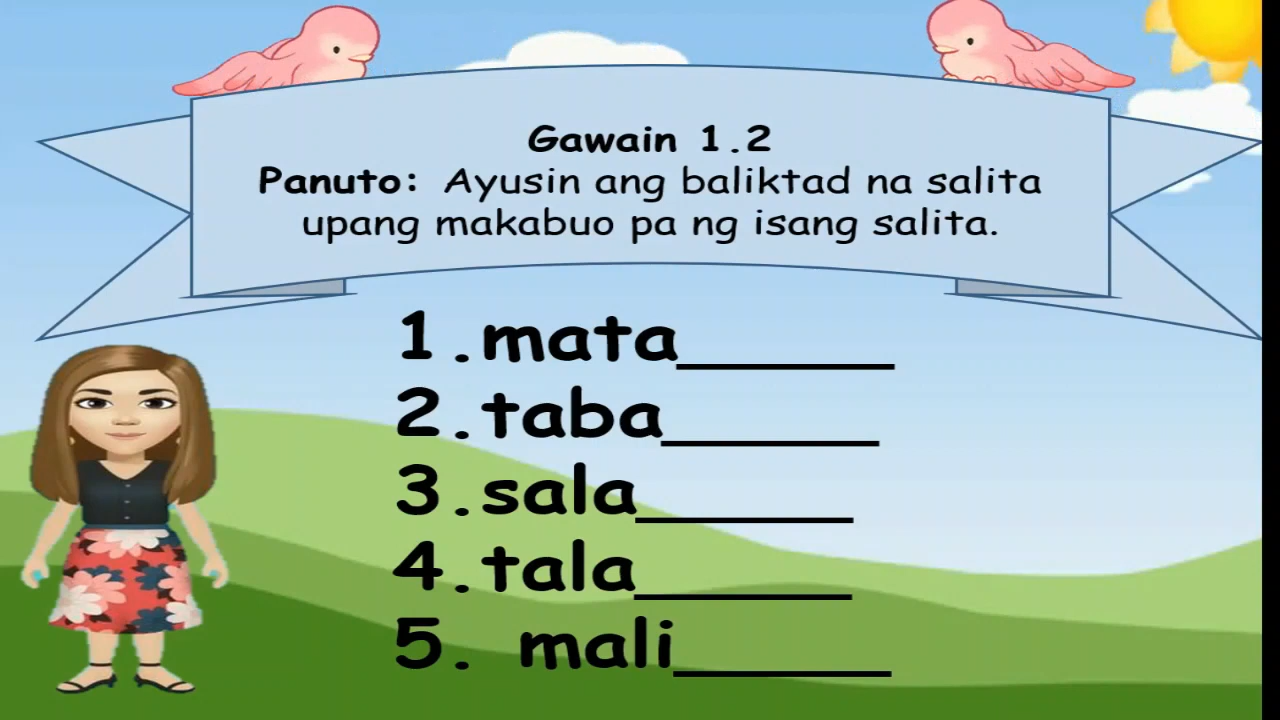 Gawain 1.2
Panuto: Ayusin ang baliktad na salita
upang makabuo pa ng isang salita.
1.mata_____
2.taba_____
3.sala_____
4.tala_____
5. mali_____